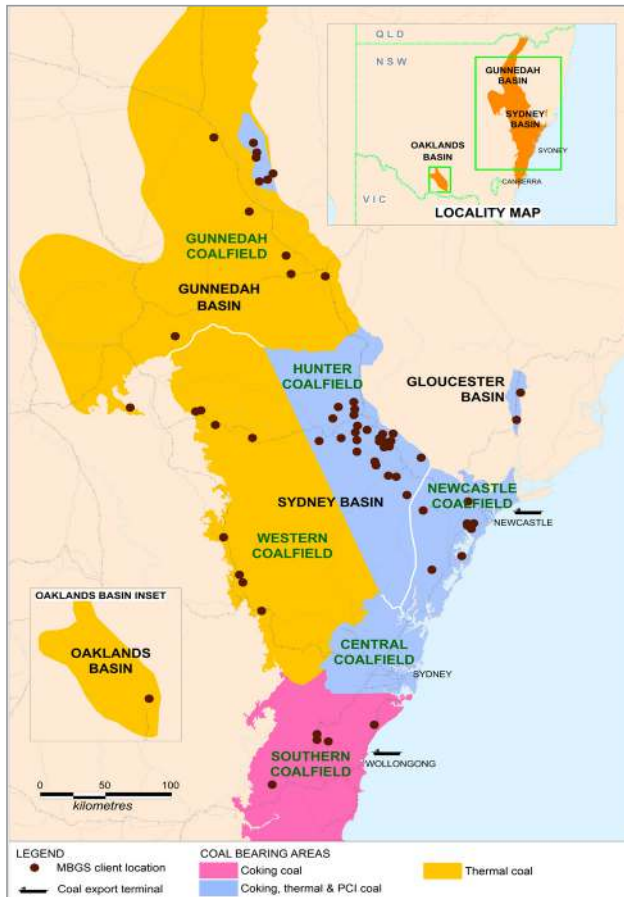 QLD
NSW
GUNNEDAH
BASIN
SYDNEY
BASIN
SYDNEY
OAKLANDS
BASIN
CANBERRA
VIC
LOCALITY MAP
GUNNEDAH
COALFIELD
GUNNEDAH
BASIN
HUNTER
COALFIELD
GLOUCESTER
BASIN
SYDNEY BASIN
NEWCASTLE
COALFIELD
NEWCASTLE
WESTERN
COALFIELD
OAKLANDS BASIN INSET
OAKLANDS
BASIN
CENTRAL
COALFIELD
SYDNEY
SOUTHERN
COALFIELD
WOLLONGONG
0 50 100
kilometres
LEGEND
MBGS client location
Coal export terminal
COAL BEARING AREAS
Coking coal
Coking, thermal & PCI coal
Thermal coal